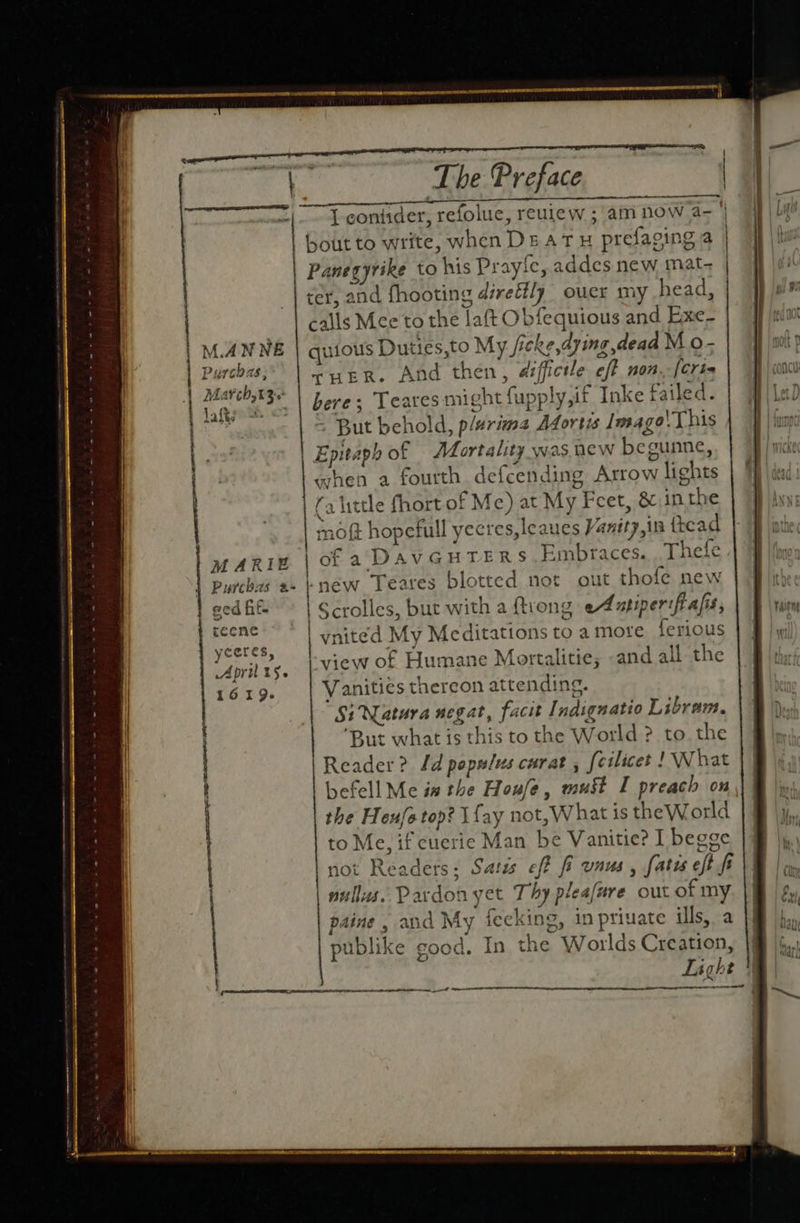 The Preface
I consider, resolue, reuiew ; am now a-
bout to write, when DEATH presaging a
Panegyrike to his Prayse, addes new mat-
ter, and shooting directly ouer my head,
calls Mee to the last Obsequious and Exe-
quious Duties, to My sicke, dying, dead MO-
THER. And then, difficile est non scri-
bere; Teares might supply, if Inke failed.
But behold, plurima Mortis Imago! This
Epitaph of Mortality was new begunne,
when a fourth descending Arrow lights
(a little short of Me) at My Feet, & in the
most hopefull yeeres, leaues Vanity, in stead
of a DAVGHTERS Embraces. These
new Teares blotted not out those new
Scrolles, but with a strong Antiperistasis,
vnited My Meditations to a more serious
view of Humane Mortalitie, and all the
Vanities thereon attending.
Si Natura negat, facit Indignatio Librum.
But what is this to the World ? to the
Reader ? Id populus curat, scilicet ! What
befell Me in the House, must I preach on
the House top? I say not, What is the World
to Me, if euerie Man be Vanitie? I begge
not Readers; Satis est si vnus, satis est si
nullus. Pardon yet Thy pleasure out of my
paine, and My seeking, in priuate ills, a
publike good. In the Worlds Creation,
Light
MANNE
Purchas,
March, 13.
last.
MARIE
Purchas a-
ged fif-
teene
yeeres,
April 15.
1619.